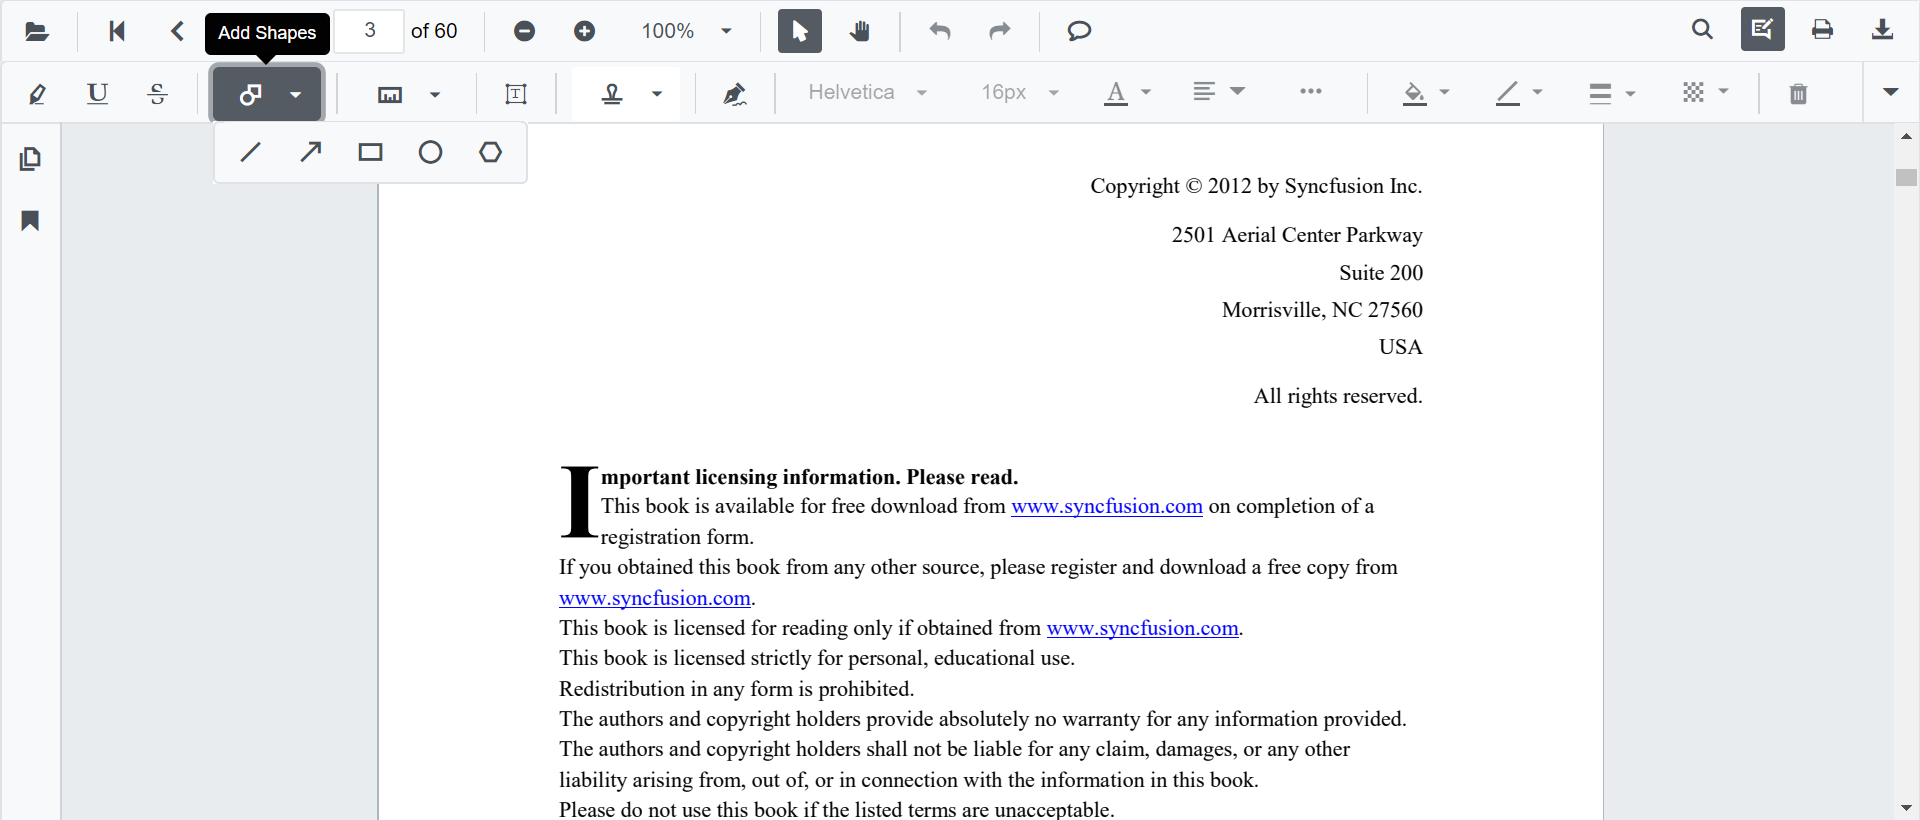 Add Shapes
3 of 60
100%
U S
Helvetica 16px A
T
Copyright © 2012 by Syncfusion Inc.
2501 Aerial Center Parkway
Suite 200
Morrisville, NC 27560
USA
All rights reserved.
Important licensing information. Please read.
This book is available for free download from www.syncfusion.com on completion of a
registration form.
If you obtained this book from any other source, please register and download a free copy from
www.syncfusion.com.
This book is licensed for reading only if obtained from www.syncfusion.com.
This book is licensed strictly for personal, educational use.
Redistribution in any form is prohibited.
The authors and copyright holders provide absolutely no warranty for any information provided.
The authors and copyright holders shall not be liable for any claim, damages, or any other
liability arising from, out of, or in connection with the information in this book.
Please do not use this book if the listed terms are unacceptable.